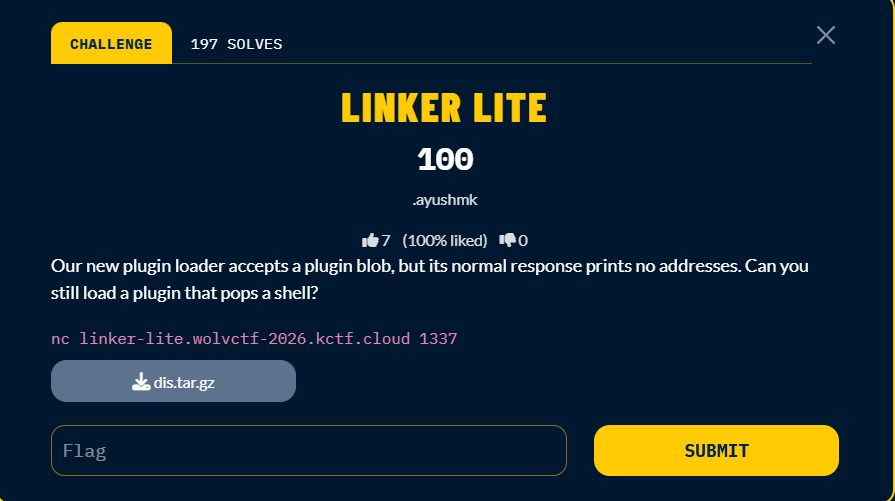 CHALLENGE
197 SOLVES
LINKER LITE
100
.ayushmk
7 (100% liked) 0
Our new plugin loader accepts a plugin blob, but its normal response prints no addresses. Can you
still load a plugin that pops a shell?
nc linker-lite.wolvctf-2026.kctf.cloud 1337
dis.tar.gz
Flag
SUBMIT